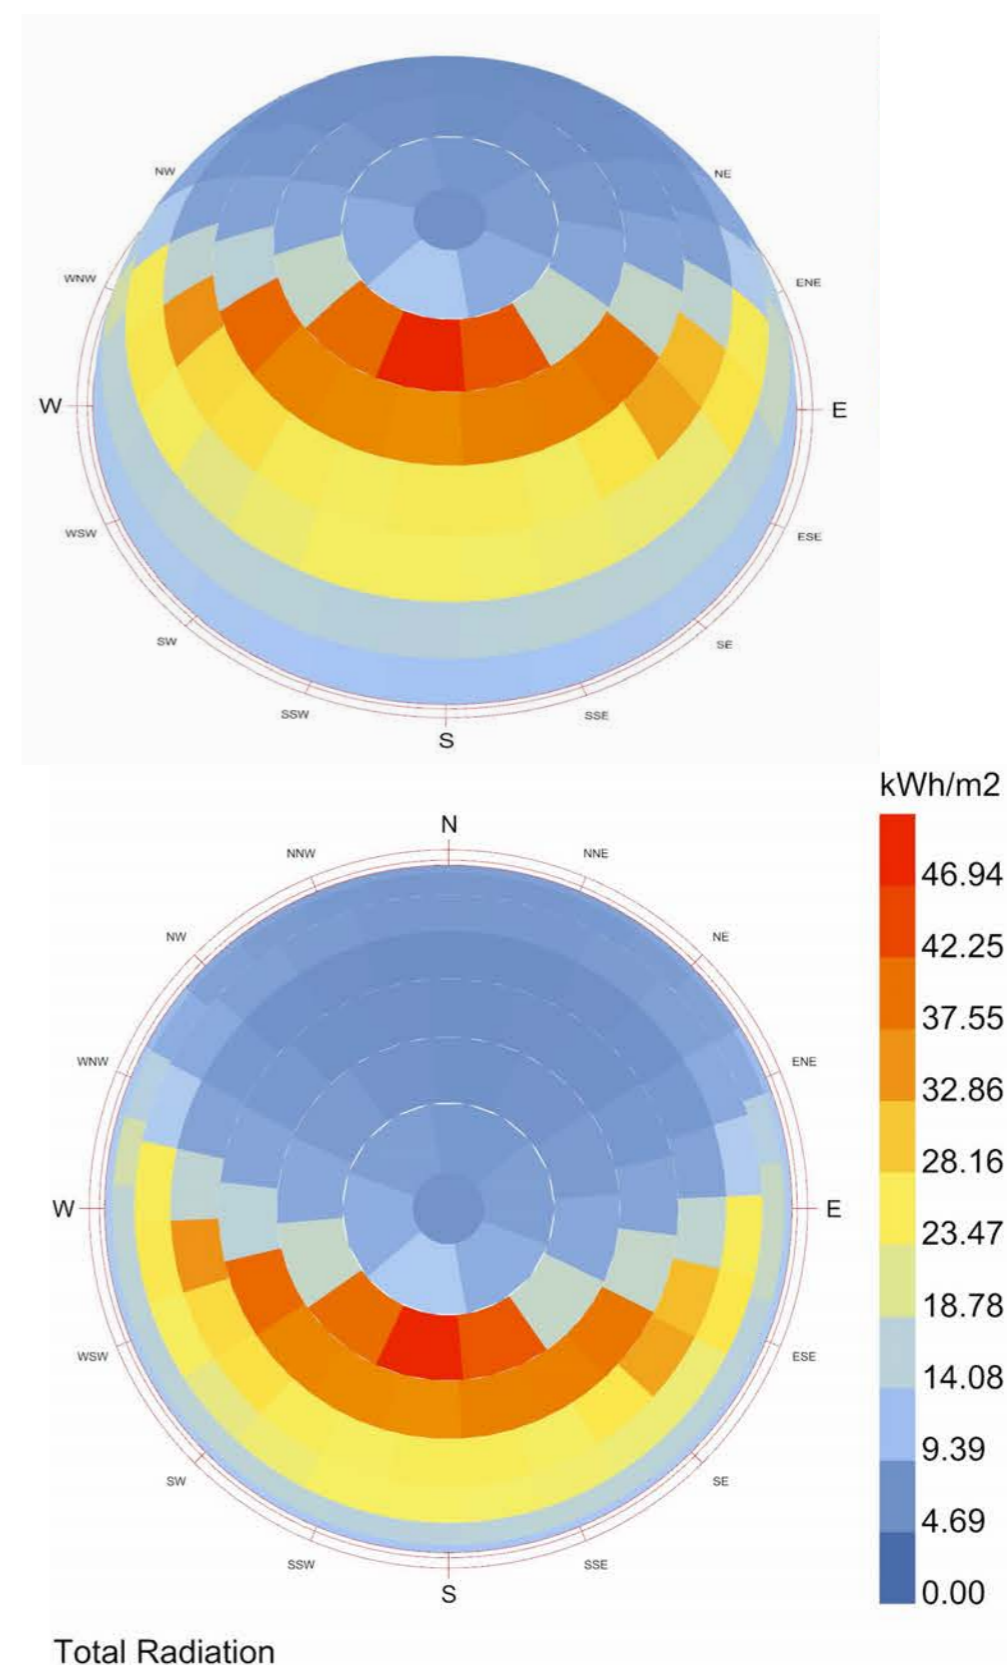 NW
NE
WNW
ENE
W
E
WSW
ESE
SW
SE
SSW
SSE
S
kWh/m2
N
NNW
NNE
46.94
NW
NE
42.25
37.55
WNW
ENE
32.86
28.16
W
E
23.47
18.78
WSW
ESE
14.08
9.39
SW
SE
4.69
SSW
SSE
S
0.00
Total Radiation